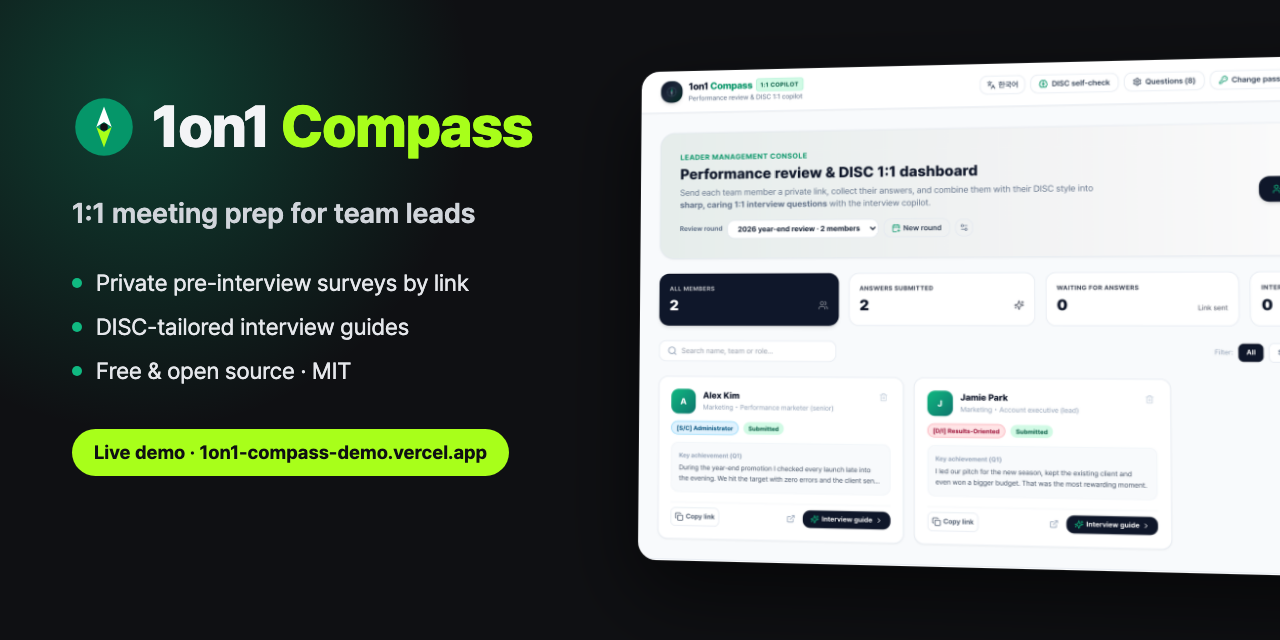 1on1 Compass
1:1 meeting prep for team leads
Private pre-interview surveys by link
DISC-tailored interview guides
Free & open source · MIT
Live demo · 1on1-compass-demo.vercel.app
1on1 Compass 1:1 COPILOT
Performance review & DISC 1:1 copilot
한국어
DISC self-check
Questions (8)
Change pass
LEADER MANAGEMENT CONSOLE
Performance review & DISC 1:1 dashboard
Send each team member a private link, collect their answers, and combine them with their DISC style into
sharp, caring 1:1 interview questions with the interview copilot.
Review round 2026 year-end review · 2 members New round
ALL MEMBERS
2
ANSWERS SUBMITTED
2
WAITING FOR ANSWERS
0 Link sent
INTER
0
Search name, team or role...
Filter: All
A Alex Kim
Marketing · Performance marketer (senior)
[S/C] Administrator Submitted
Key achievement (Q1)
During the year-end promotion I checked every launch late into
the evening. We hit the target with zero errors and the client sen...
Copy link Interview guide
J Jamie Park
Marketing · Account executive (lead)
[D/I] Results-Oriented Submitted
Key achievement (Q1)
I led our pitch for the new season, kept the existing client and
even won a bigger budget. That was the most rewarding moment.
Copy link Interview guide